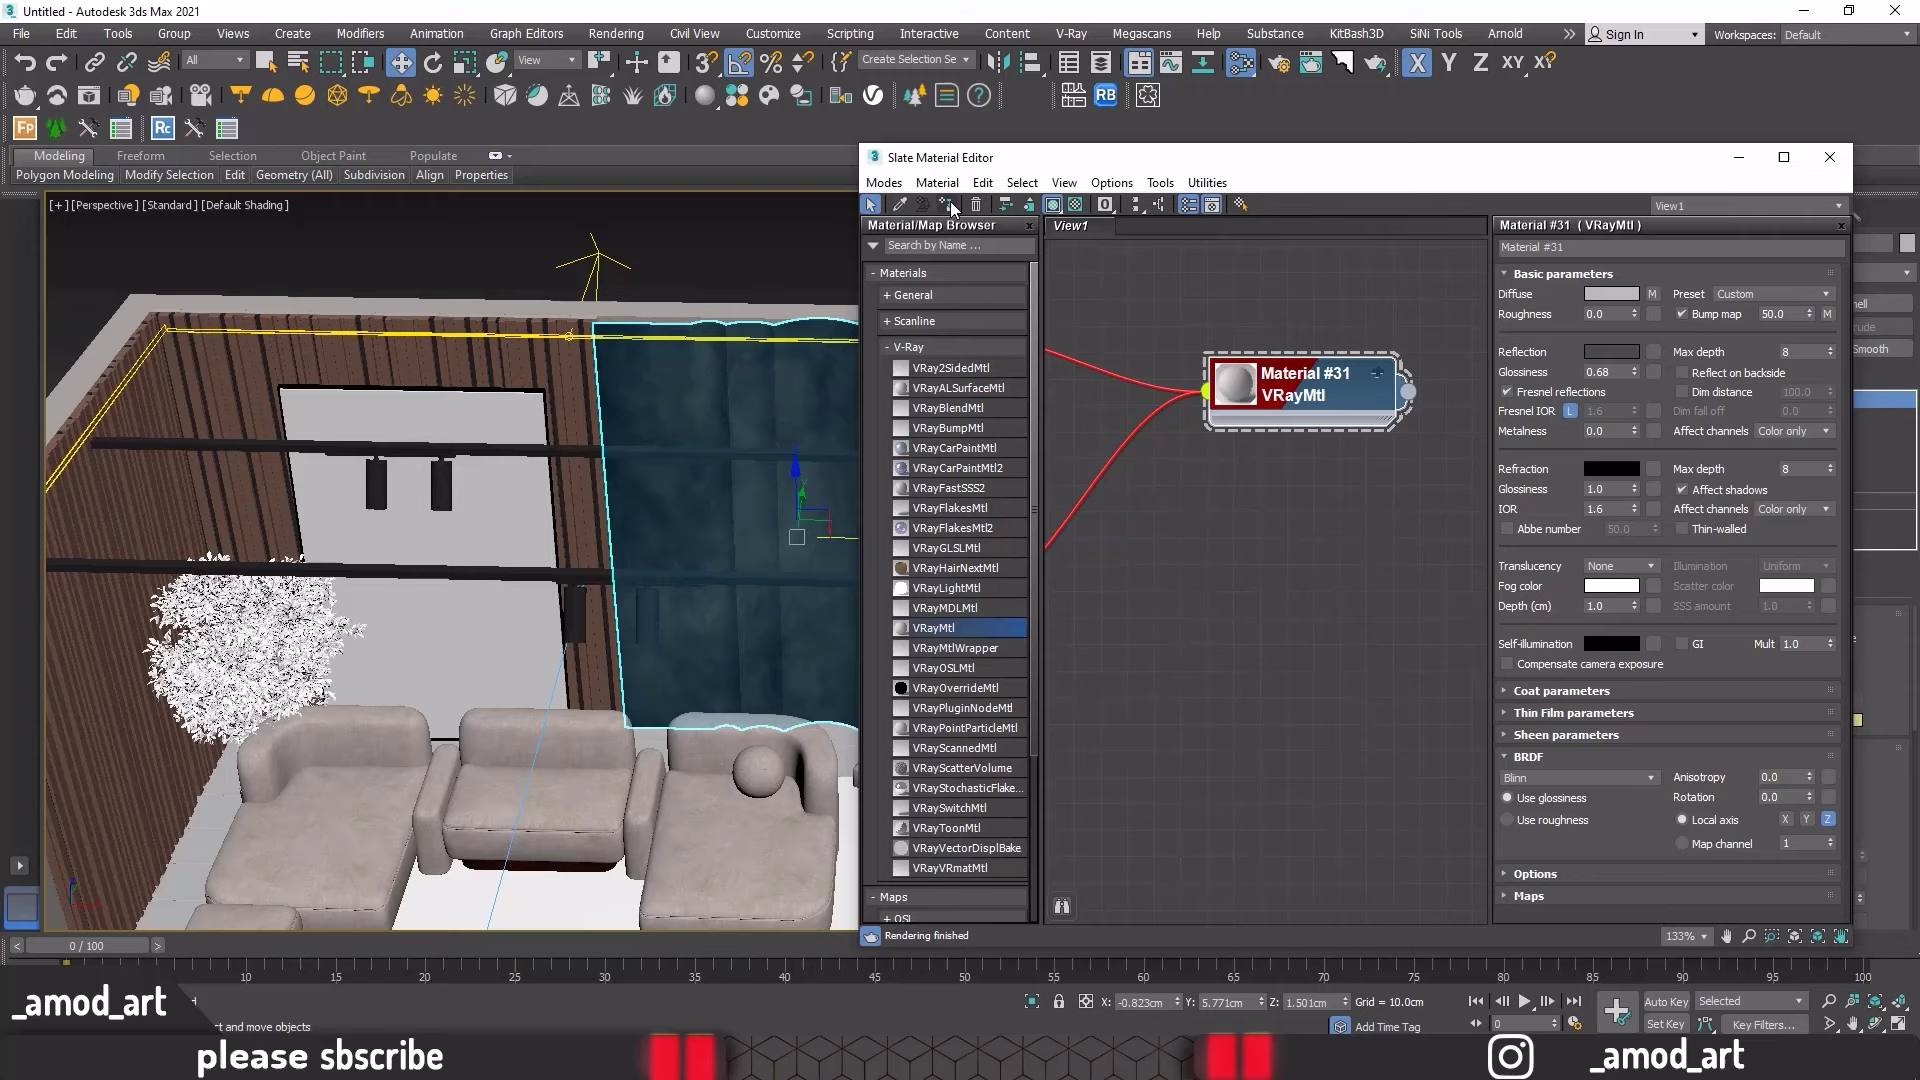 Untitled - Autodesk 3ds Max 2021
File Edit Tools Group Views Create Modifiers Animation Graph Editors Rendering Civil View Customize Scripting Interactive Content V-Ray Megascans Help Substance KitBash3D SiNi Tools Arnold Sign In Workspaces: Default
All View Create Selection Se X Y Z XY XY
RB
Fp Rc
Modeling Freeform Selection Object Paint Populate
Polygon Modeling Modify Selection Edit Geometry (All) Subdivision Align Properties
[+] [Perspective] [Standard] [Default Shading]
Slate Material Editor
Modes Material Edit Select View Options Tools Utilities
View1
Material/Map Browser
Search by Name ...
- Materials
+ General
+ Scanline
- V-Ray
VRay2SidedMtl
VRayALSurfaceMtl
VRayBlendMtl
VRayBumpMtl
VRayCarPaintMtl
VRayCarPaintMtl2
VRayFastSSS2
VRayFlakesMtl
VRayFlakesMtl2
VRayGLSLMtl
VRayHairNextMtl
VRayLightMtl
VRayMDLMtl
VRayMtl
VRayMtlWrapper
VRayOSLMtl
VRayOverrideMtl
VRayPluginNodeMtl
VRayPointParticleMtl
VRayScannedMtl
VRayScatterVolume
VRayStochasticFlake...
VRaySwitchMtl
VRayToonMtl
VRayVectorDisplBake
VRayVRmatMtl
- Maps
+ OSL
View1
Material #31
VRayMtl
Material #31 ( VRayMtl )
Material #31
Basic parameters
Diffuse M Preset Custom
Roughness 0.0 Bump map 50.0 M
Reflection Max depth 8
Glossiness 0.68 Reflect on backside
Fresnel reflections Dim distance 100.0
Fresnel IOR L 1.6 Dim fall off 0.0
Metalness 0.0 Affect channels Color only
Refraction Max depth 8
Glossiness 1.0 Affect shadows
IOR 1.6 Affect channels Color only
Abbe number 50.0 Thin-walled
Translucency None Illumination Uniform
Fog color Scatter color
Depth (cm) 1.0 SSS amount 1.0
Self-illumination GI Mult 1.0
Compensate camera exposure
Coat parameters
Thin Film parameters
Sheen parameters
BRDF
Blinn Anisotropy 0.0
Use glossiness Rotation 0.0
Use roughness Local axis X Y Z
Map channel 1
Options
Maps
Rendering finished
133%
Smooth
0 / 100
10 15 20 25 30 35 40 45 50 55 60 65 70 75 80 85 90 95 100
X: -0.823cm Y: 5.771cm Z: 1.501cm Grid = 10.0cm
Auto Key Selected
ct and move objects
Add Time Tag
0
Set Key Key Filters...
_amod_art
please sbscribe
_amod_art